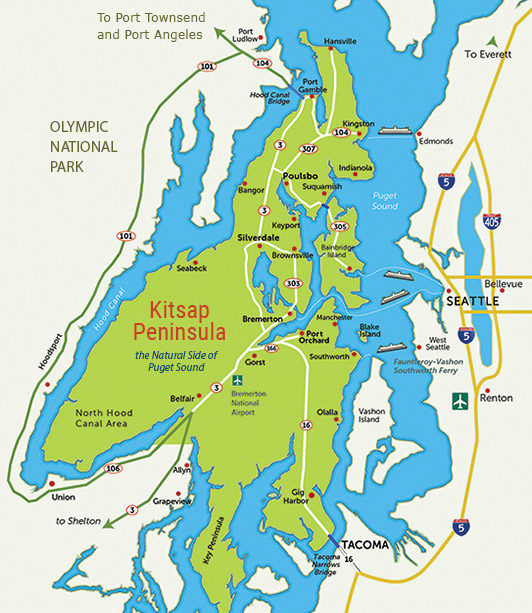 To Port Townsend
and Port Angeles
Port
Ludlow
Hansville
To Everett
101
104
Port
Gamble
Hood Canal
Bridge
OLYMPIC
NATIONAL
PARK
3
104
Kingston
Edmonds
307
Indianola
Poulsbo
Suquamish
Bangor
Puget
Sound
INTERSTATE
5
3
Keyport
305
INTERSTATE
405
101
Silverdale
Brownsville
Bainbridge
Island
Seabeck
303
Bellevue
SEATTLE
Hood Canal
Kitsap
Peninsula
the Natural Side of
Puget Sound
Bremerton
Manchester
Blake
Island
Port
Orchard
166
Southworth
West
Seattle
5
Fauntleroy-Vashon
Southworth Ferry
Hoodsport
Gorst
3
Bremerton
National
Airport
Belfair
Renton
North Hood
Canal Area
16
Olalla
Vashon
Island
106
Union
Allyn
Grapeview
Gig
Harbor
3
to Shelton
Key Peninsula
INTERSTATE
5
TACOMA
Tacoma
Narrows
Bridge
16